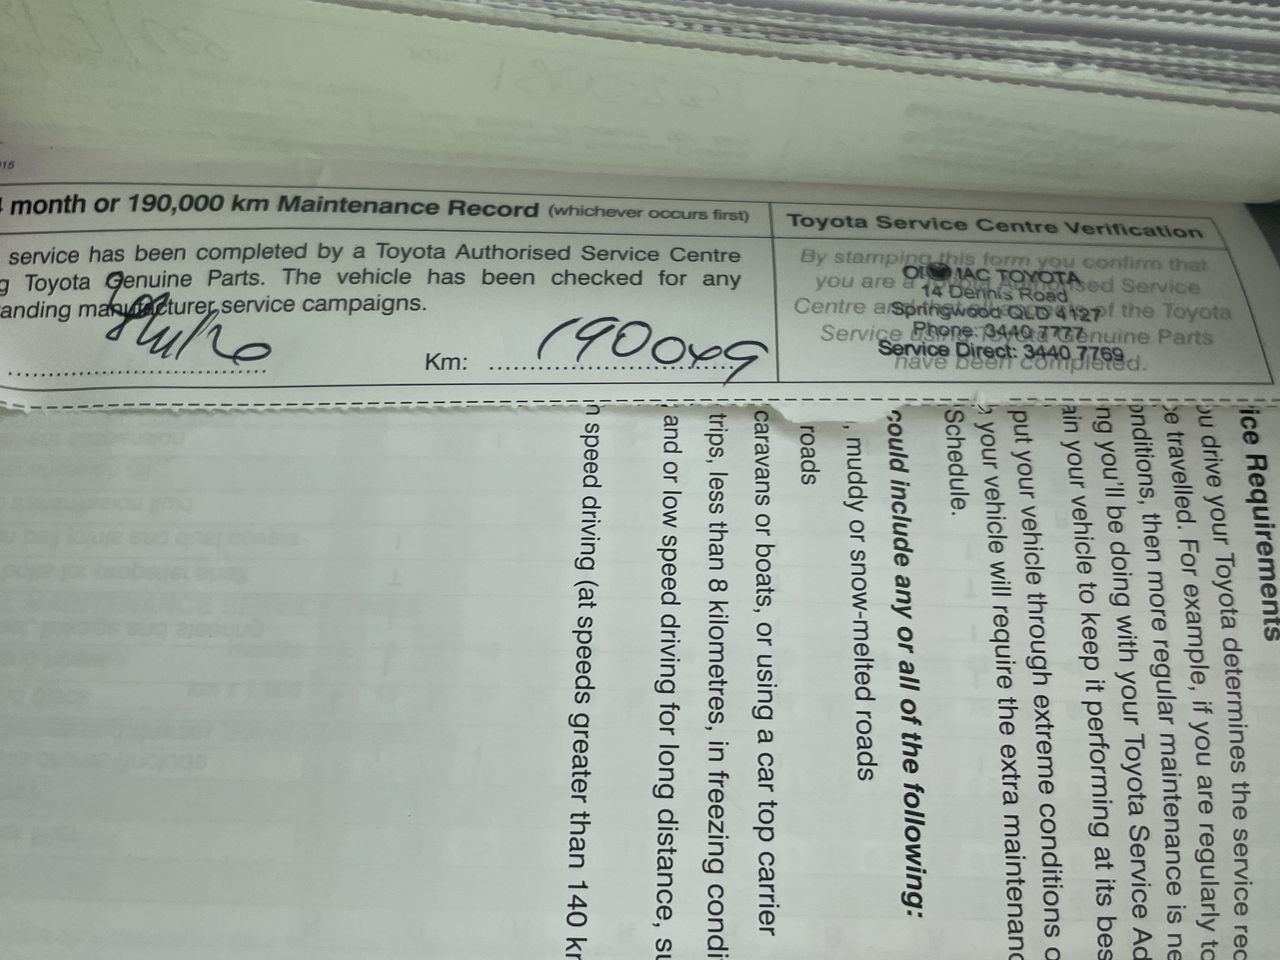 month or 190,000 km Maintenance Record (whichever occurs first)
service has been completed by a Toyota Authorised Service Centre
g Toyota Genuine Parts. The vehicle has been checked for any
anding manufacturer service campaigns.
Km: 190049
Toyota Service Centre Verification
By stamping this form you confirm that
you are a Authorised Service
Centre and of the Toyota
Service using Genuine Parts
have been completed.
MAC TOYOTA
14 Dennis Road
Springwood QLD 4127
Phone: 3440 7777
Service Direct: 3440 7769
ice Requirements
ou drive your Toyota determines the service rec
e travelled. For example, if you are regularly to
onditions, then more regular maintenance is ne
ng you'll be doing with your Toyota Service Ad
ain your vehicle to keep it performing at its bes
put your vehicle through extreme conditions o
your vehicle will require the extra maintenanc
Schedule.
could include any or all of the following:
, muddy or snow-melted roads
roads
caravans or boats, or using a car top carrier
trips, less than 8 kilometres, in freezing condi
and or low speed driving for long distance, su
h speed driving (at speeds greater than 140 kr